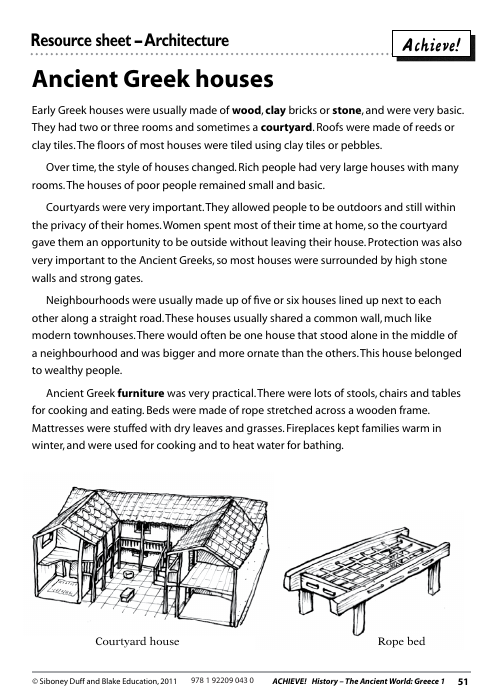 Resource sheet – Architecture
Achieve!
Ancient Greek houses
Early Greek houses were usually made of wood, clay bricks or stone, and were very basic.
They had two or three rooms and sometimes a courtyard. Roofs were made of reeds or
clay tiles. The floors of most houses were tiled using clay tiles or pebbles.
Over time, the style of houses changed. Rich people had very large houses with many
rooms. The houses of poor people remained small and basic.
Courtyards were very important. They allowed people to be outdoors and still within
the privacy of their homes. Women spent most of their time at home, so the courtyard
gave them an opportunity to be outside without leaving their house. Protection was also
very important to the Ancient Greeks, so most houses were surrounded by high stone
walls and strong gates.
Neighbourhoods were usually made up of five or six houses lined up next to each
other along a straight road. These houses usually shared a common wall, much like
modern townhouses. There would often be one house that stood alone in the middle of
a neighbourhood and was bigger and more ornate than the others. This house belonged
to wealthy people.
Ancient Greek furniture was very practical. There were lots of stools, chairs and tables
for cooking and eating. Beds were made of rope stretched across a wooden frame.
Mattresses were stuffed with dry leaves and grasses. Fireplaces kept families warm in
winter, and were used for cooking and to heat water for bathing.
Courtyard house
Rope bed
© Siboney Duff and Blake Education, 2011 978 1 92209 043 0 ACHIEVE! History – The Ancient World: Greece 1 51